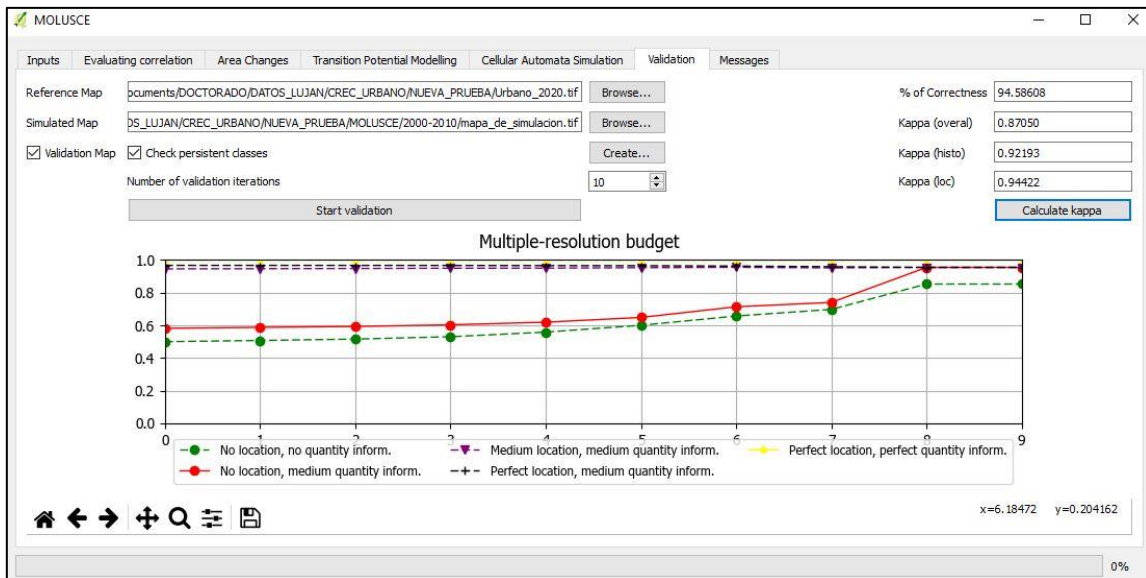 MOLUSCE
Inputs Evaluating correlation Area Changes Transition Potential Modelling Cellular Automata Simulation Validation Messages
Reference Map ocuments/DOCTORADO/DATOS_LUJAN/CREC_URBANO/NUEVA_PRUEBA/Urbano_2020.tif Browse... % of Correctness 94.58608
Simulated Map OS_LUJAN/CREC_URBANO/NUEVA_PRUEBA/MOLUSCE/2000-2010/mapa_de_simulacion.tif Browse... Kappa (overal) 0.87050
Validation Map Check persistent classes Create... Kappa (histo) 0.92193
Number of validation iterations 10 Kappa (loc) 0.94422
Start validation Calculate kappa
Multiple-resolution budget
1.0
0.8
0.6
0.4
0.2
0.0
0 1 2 3 4 5 6 7 8 9
No location, no quantity inform. Medium location, medium quantity inform. Perfect location, perfect quantity inform.
No location, medium quantity inform. Perfect location, medium quantity inform.
x=6.18472 y=0.204162
0%